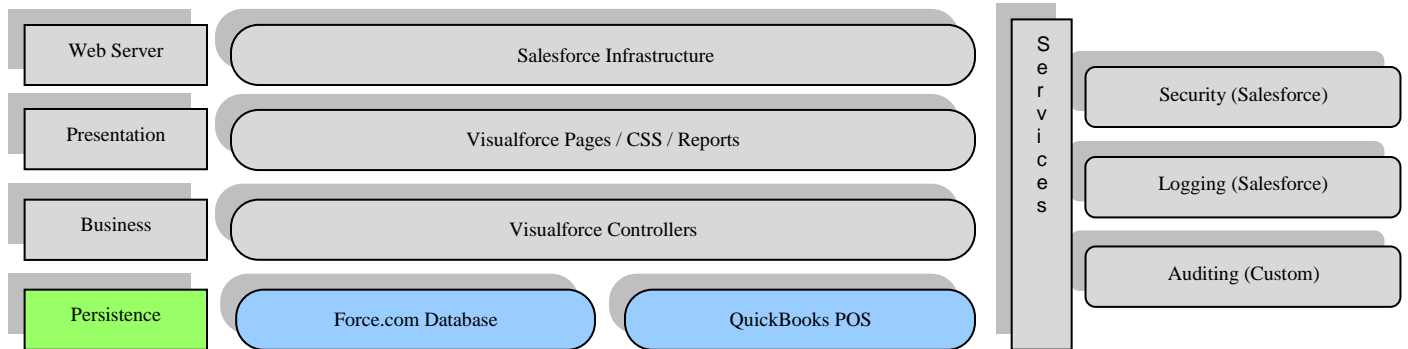 Web Server
Salesforce Infrastructure
Presentation
Visualforce Pages / CSS / Reports
Business
Visualforce Controllers
Persistence
Force.com Database
QuickBooks POS
Services
Security (Salesforce)
Logging (Salesforce)
Auditing (Custom)